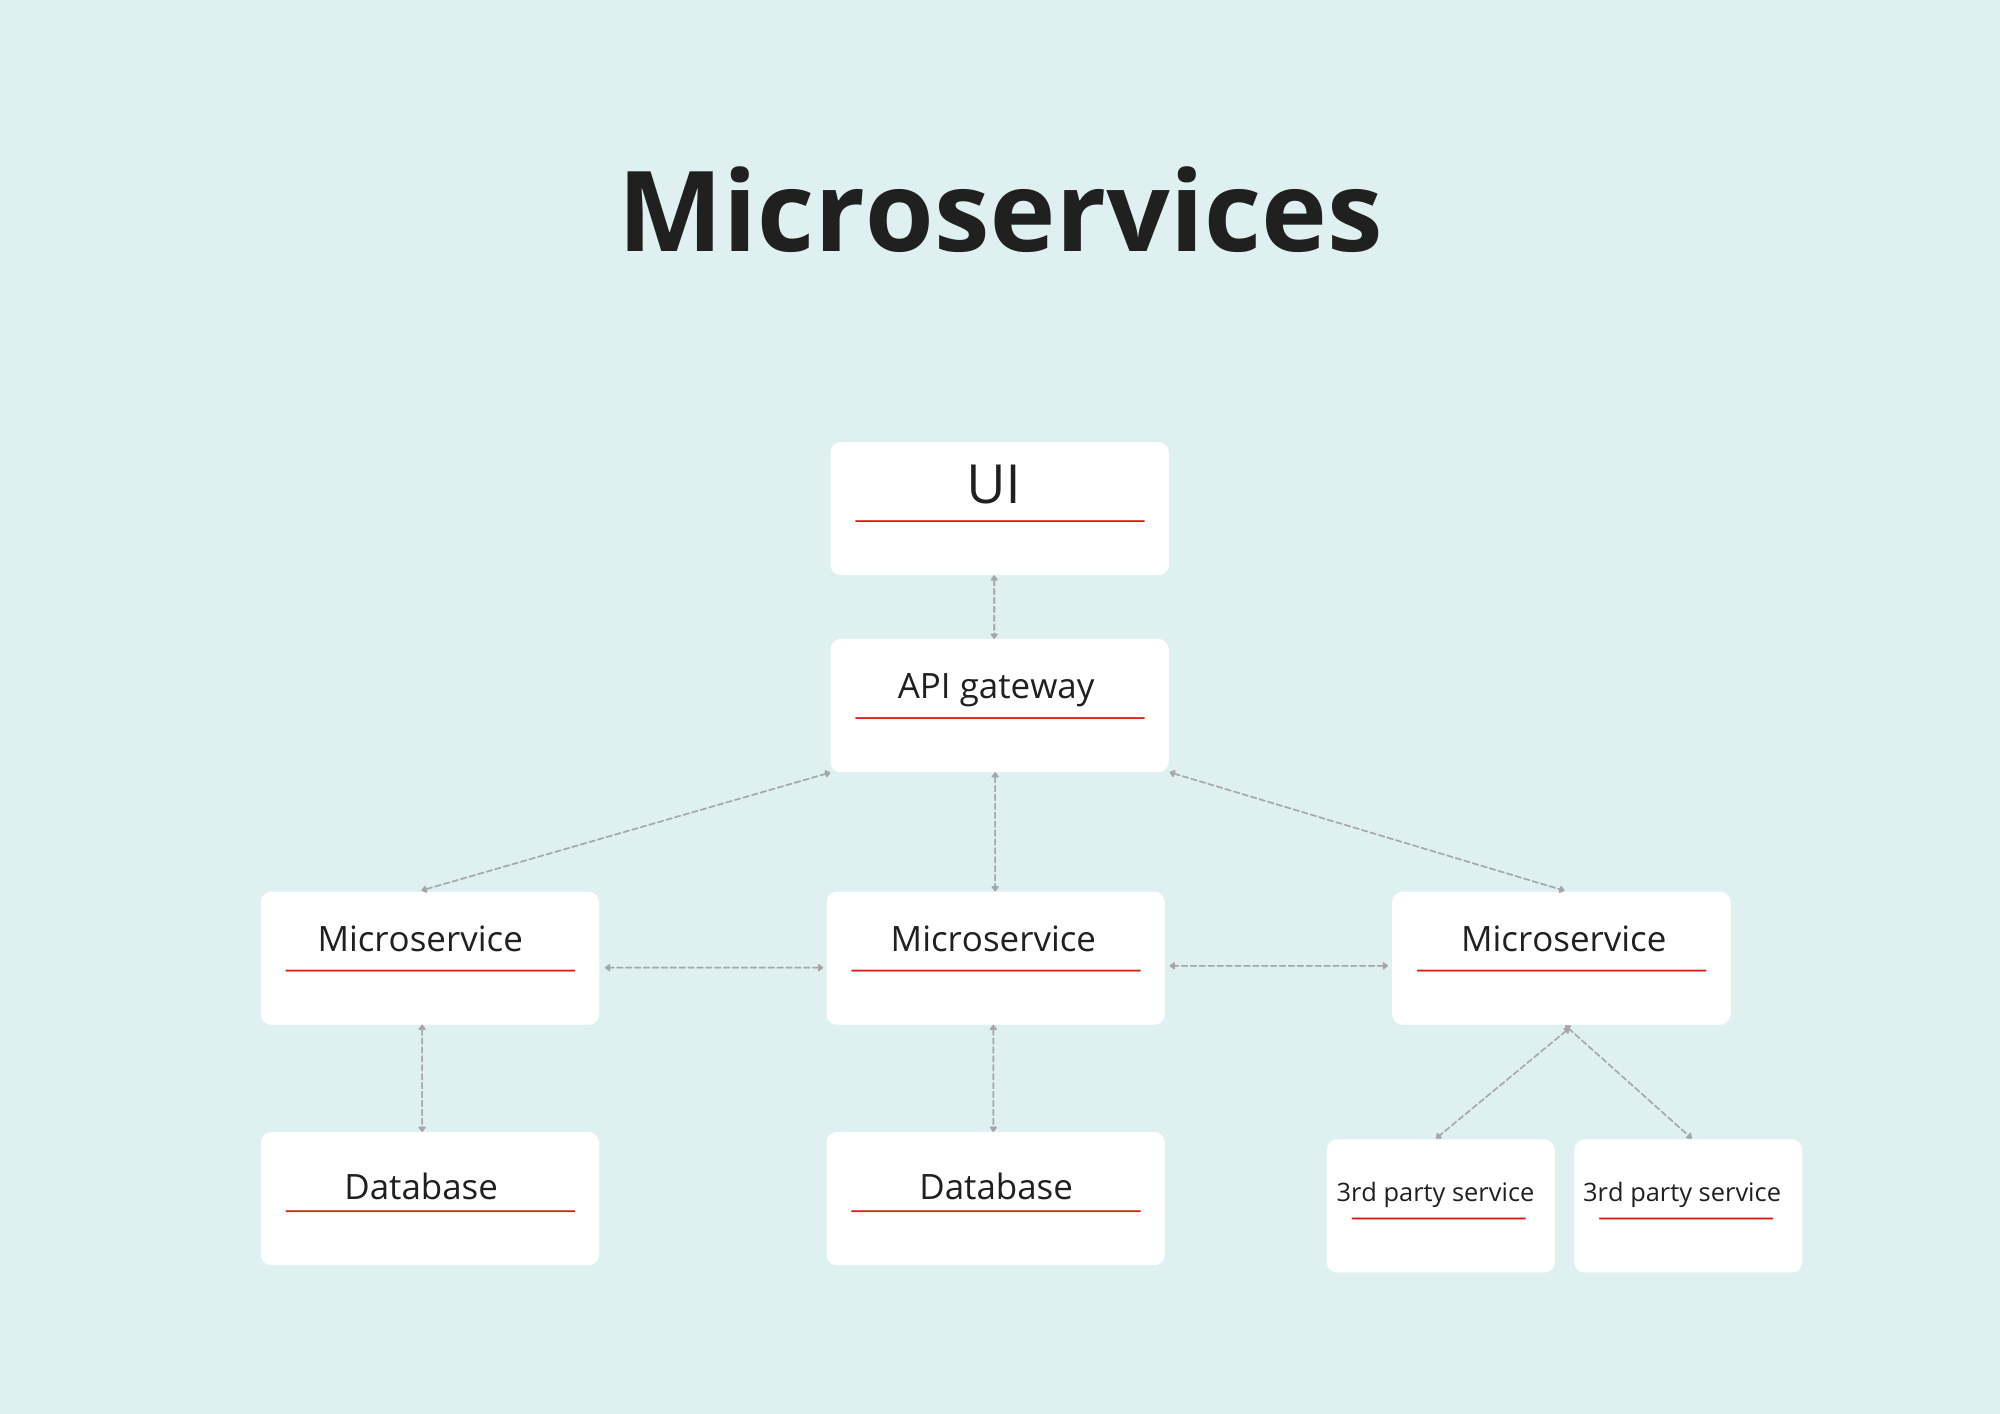 Microservices
UI
API gateway
Microservice
Microservice
Microservice
Database
Database
3rd party service
3rd party service